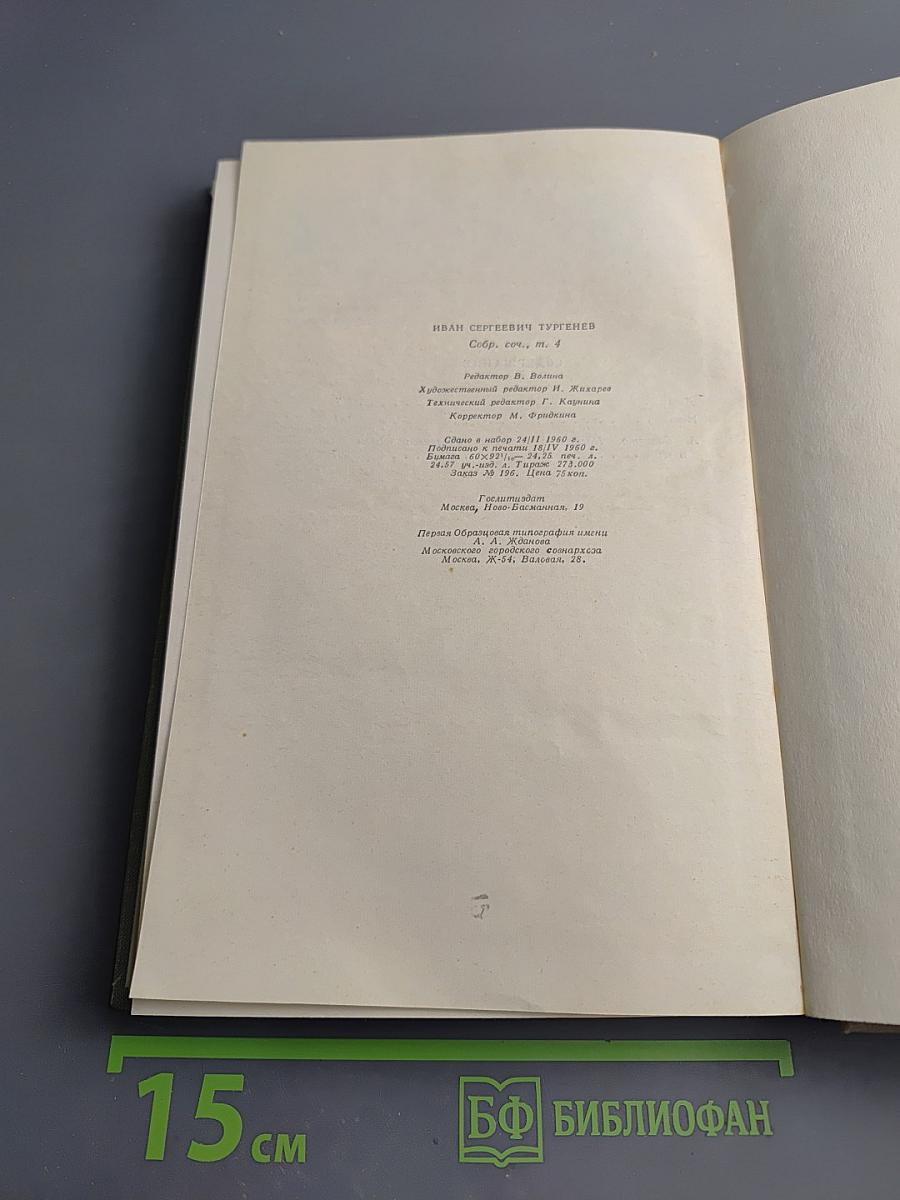 ИВАН СЕРГЕЕВИЧ ТУРГЕНЕВ
Собр. соч., т. 4
Редактор В. Волина
Художественный редактор И. Жихарев
Технический редактор Г. Каунина
Корректор М. Фридкина
Сдано в набор 24/II 1960 г.
Подписано к печати 18/IV 1960 г.
Бумага 60×92¹/₁₆— 24,25 печ. л.
24.57 уч.-изд. л. Тираж 273.000
Заказ № 196. Цена 75 коп.
Гослитиздат
Москва, Ново-Басманная, 19
Первая Образцовая типография имени
А. А. Жданова
Московского городского совнархоза
Москва, Ж-54, Валовая, 28.
15 см
БФ БИБЛИОФАН